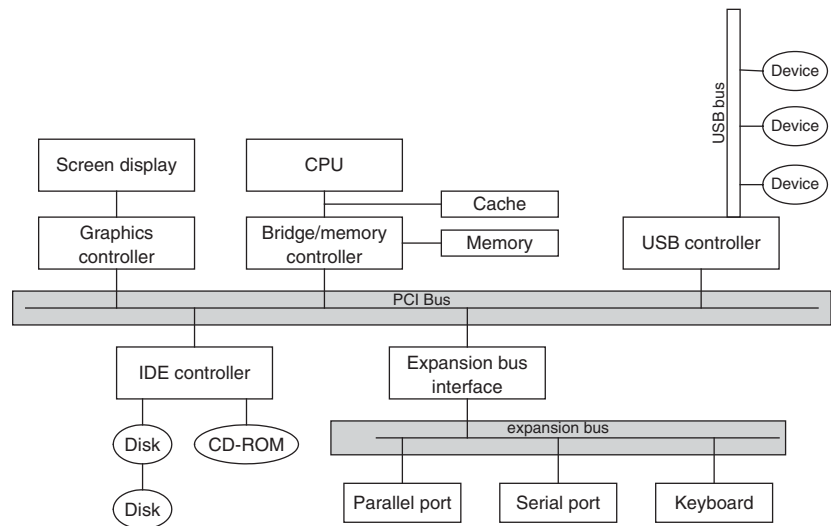 Device
USB bus
Device
Screen display
CPU
Device
Cache
Graphics
controller
Bridge/memory
controller
Memory
USB controller
PCI Bus
IDE controller
Expansion bus
interface
Disk
CD-ROM
expansion bus
Disk
Parallel port
Serial port
Keyboard